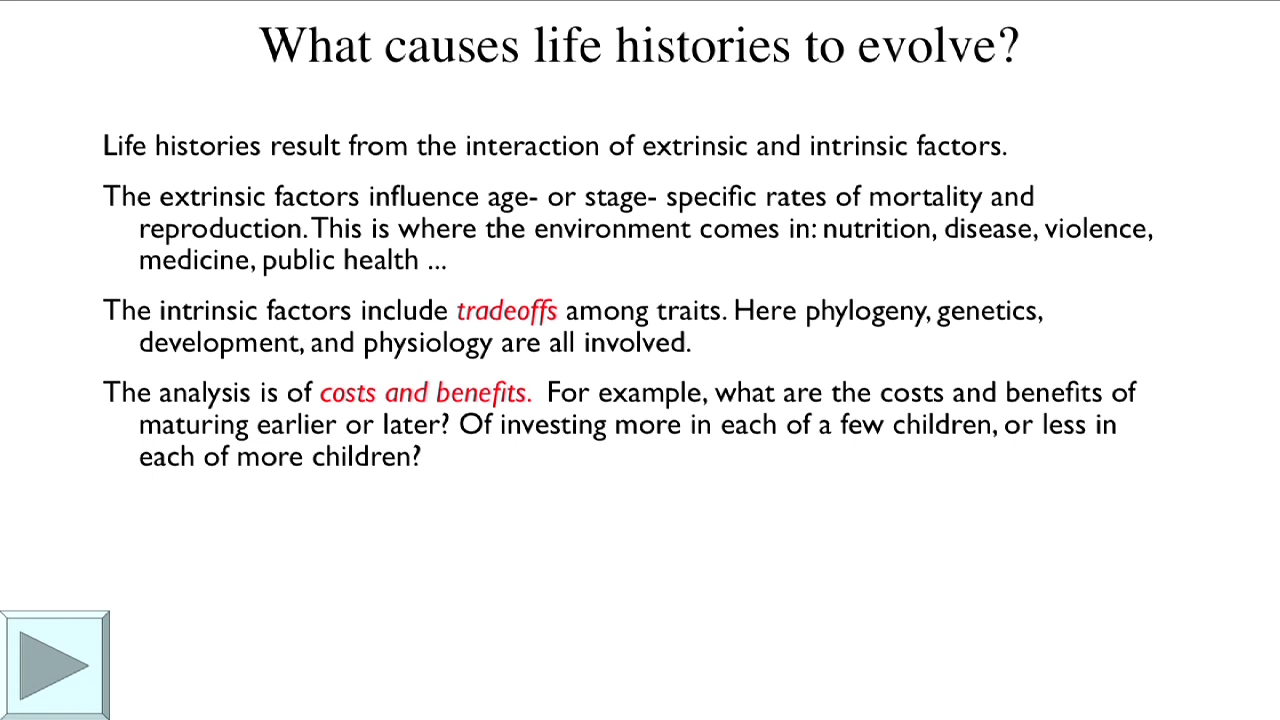 What causes life histories to evolve?
Life histories result from the interaction of extrinsic and intrinsic factors.
The extrinsic factors influence age- or stage- specific rates of mortality and
reproduction. This is where the environment comes in: nutrition, disease, violence,
medicine, public health ...
The intrinsic factors include tradeoffs among traits. Here phylogeny, genetics,
development, and physiology are all involved.
The analysis is of costs and benefits. For example, what are the costs and benefits of
maturing earlier or later? Of investing more in each of a few children, or less in
each of more children?